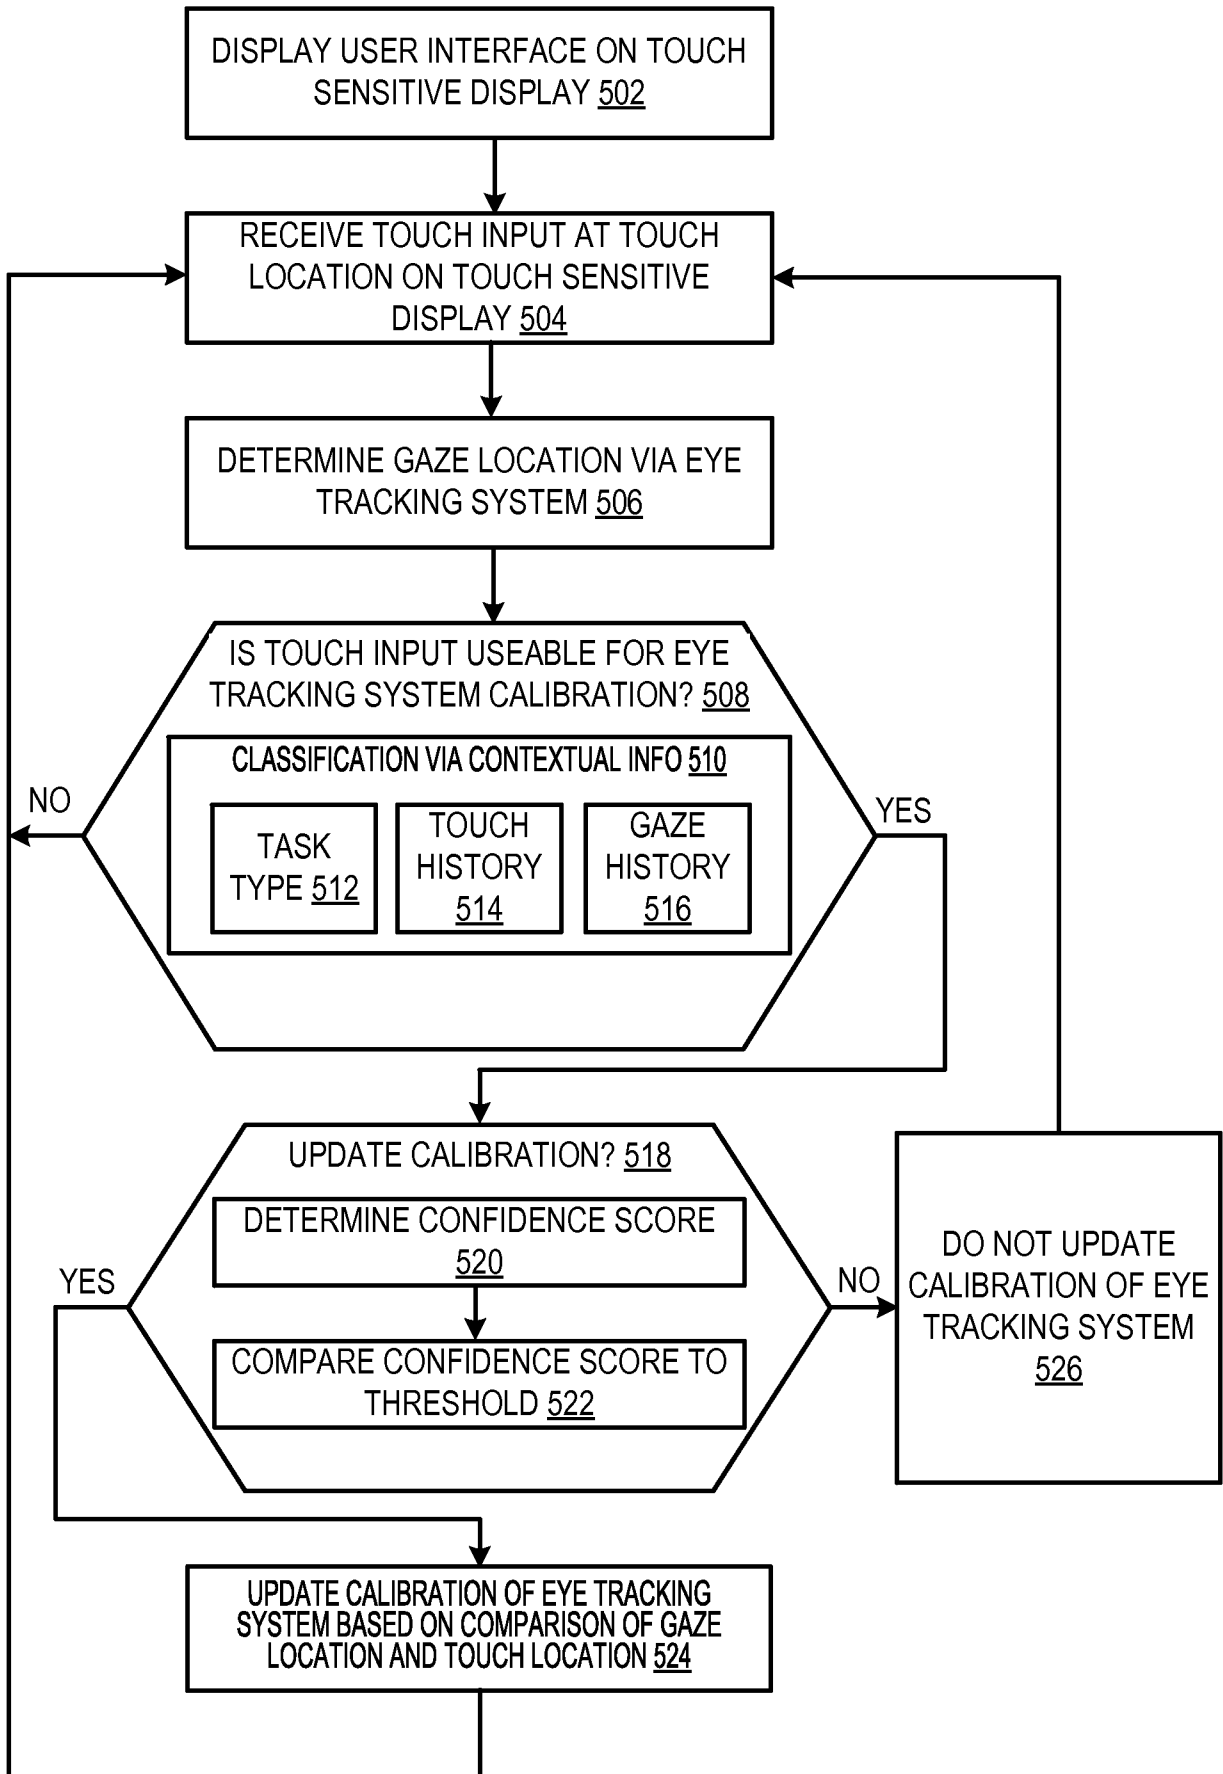 DISPLAY USER INTERFACE ON TOUCH
SENSITIVE DISPLAY 502
RECEIVE TOUCH INPUT AT TOUCH
LOCATION ON TOUCH SENSITIVE
DISPLAY 504
DETERMINE GAZE LOCATION VIA EYE
TRACKING SYSTEM 506
IS TOUCH INPUT USEABLE FOR EYE
TRACKING SYSTEM CALIBRATION? 508
CLASSIFICATION VIA CONTEXTUAL INFO 510
NO
YES
TASK
TYPE 512
TOUCH
HISTORY
514
GAZE
HISTORY
516
UPDATE CALIBRATION? 518
DETERMINE CONFIDENCE SCORE
520
YES
NO
COMPARE CONFIDENCE SCORE TO
THRESHOLD 522
DO NOT UPDATE
CALIBRATION OF EYE
TRACKING SYSTEM
526
UPDATE CALIBRATION OF EYE TRACKING
SYSTEM BASED ON COMPARISON OF GAZE
LOCATION AND TOUCH LOCATION 524